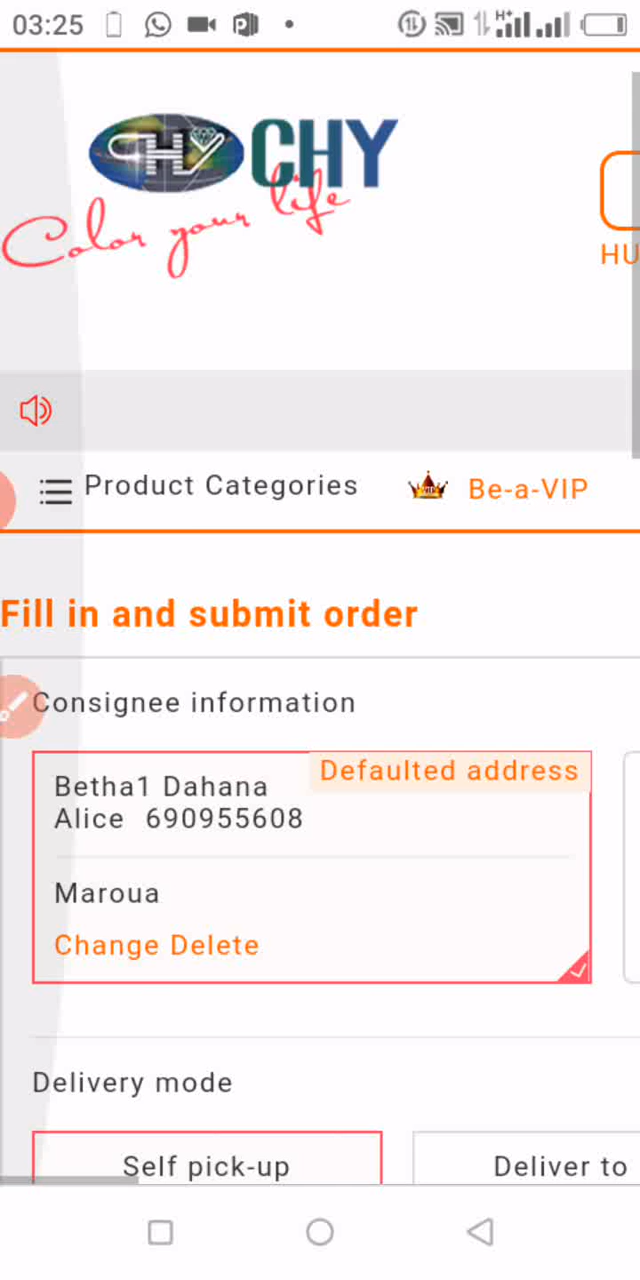 03:25
H+
CHY CHY
Color your life
HU
Product Categories Be-a-VIP
Fill in and submit order
Consignee information
Defaulted address
Betha1 Dahana
Alice 690955608
Maroua
Change Delete
Delivery mode
Self pick-up Deliver to